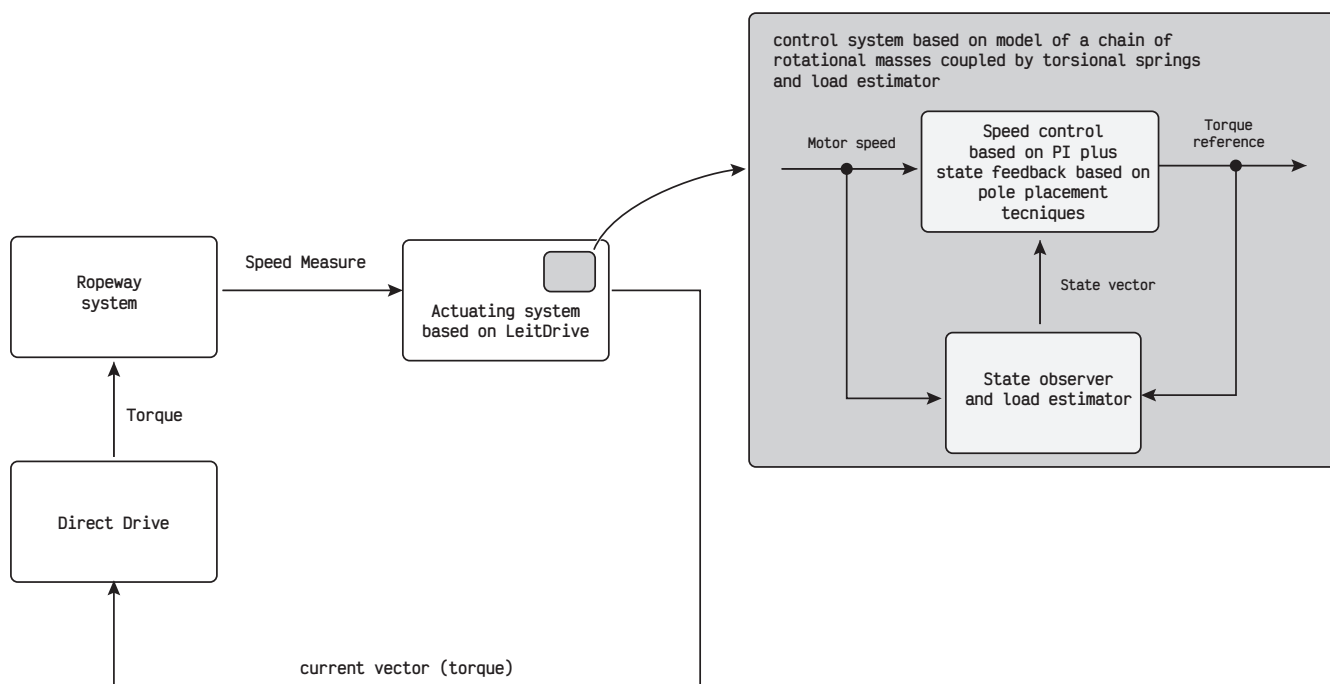 control system based on model of a chain of
rotational masses coupled by torsional springs
and load estimator
Motor speed
Speed control
based on PI plus
state feedback based on
pole placement
tecniques
Torque
reference
State vector
State observer
and load estimator
Ropeway
system
Speed Measure
Actuating system
based on LeitDrive
Torque
Direct Drive
current vector (torque)